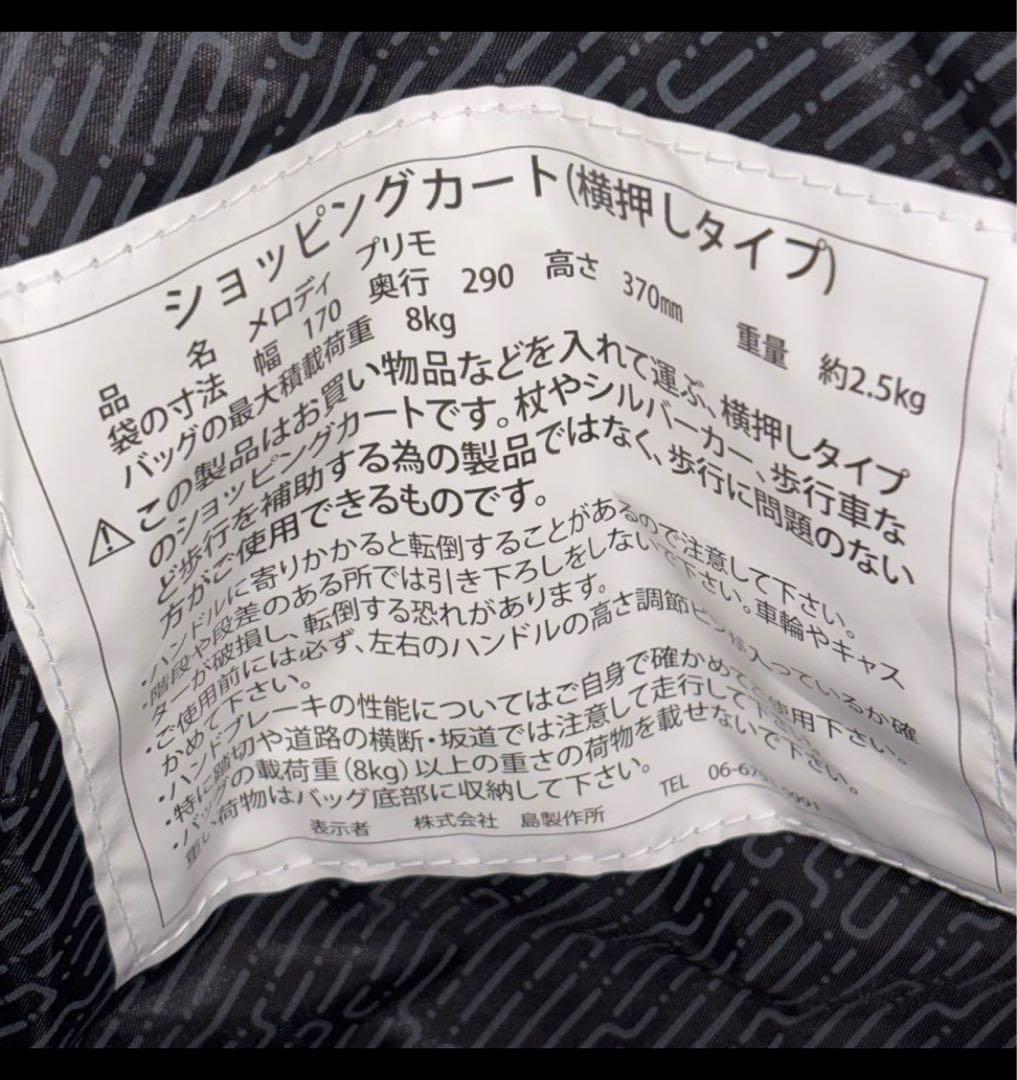 ショッピングカート(横押しタイプ)
品 名 メロディ プリモ
袋の寸法 幅 170 奥行 290 高さ 370㎜ 重量 約2.5kg
バッグの最大積載荷重 8kg
⚠この製品はお買い物品などを入れて運ぶ、横押しタイプ
のショッピングカートです。杖やシルバーカー、歩行車な
ど歩行を補助する為の製品ではなく、歩行に問題のない
方がご使用できるものです。
・ハンドルに寄りかかると転倒することがあるので注意して下さい。
・階段や段差のある所では引き下ろしをしないで下さい。車輪やキャス
ターが破損し、転倒する恐れがあります。
・ご使用前には必ず、左右のハンドルの高さ調節ピンが入っているか確
かめて下さい。
・ハンドブレーキの性能についてはご自身で確かめてご使用下さい。
・特に踏切や道路の横断・坂道では注意して走行して下さい。
・バッグの載荷重(8kg)以上の重さの荷物を載せないで下さい。
重い荷物はバッグ底部に収納して下さい。
表示者 株式会社 島製作所 TEL